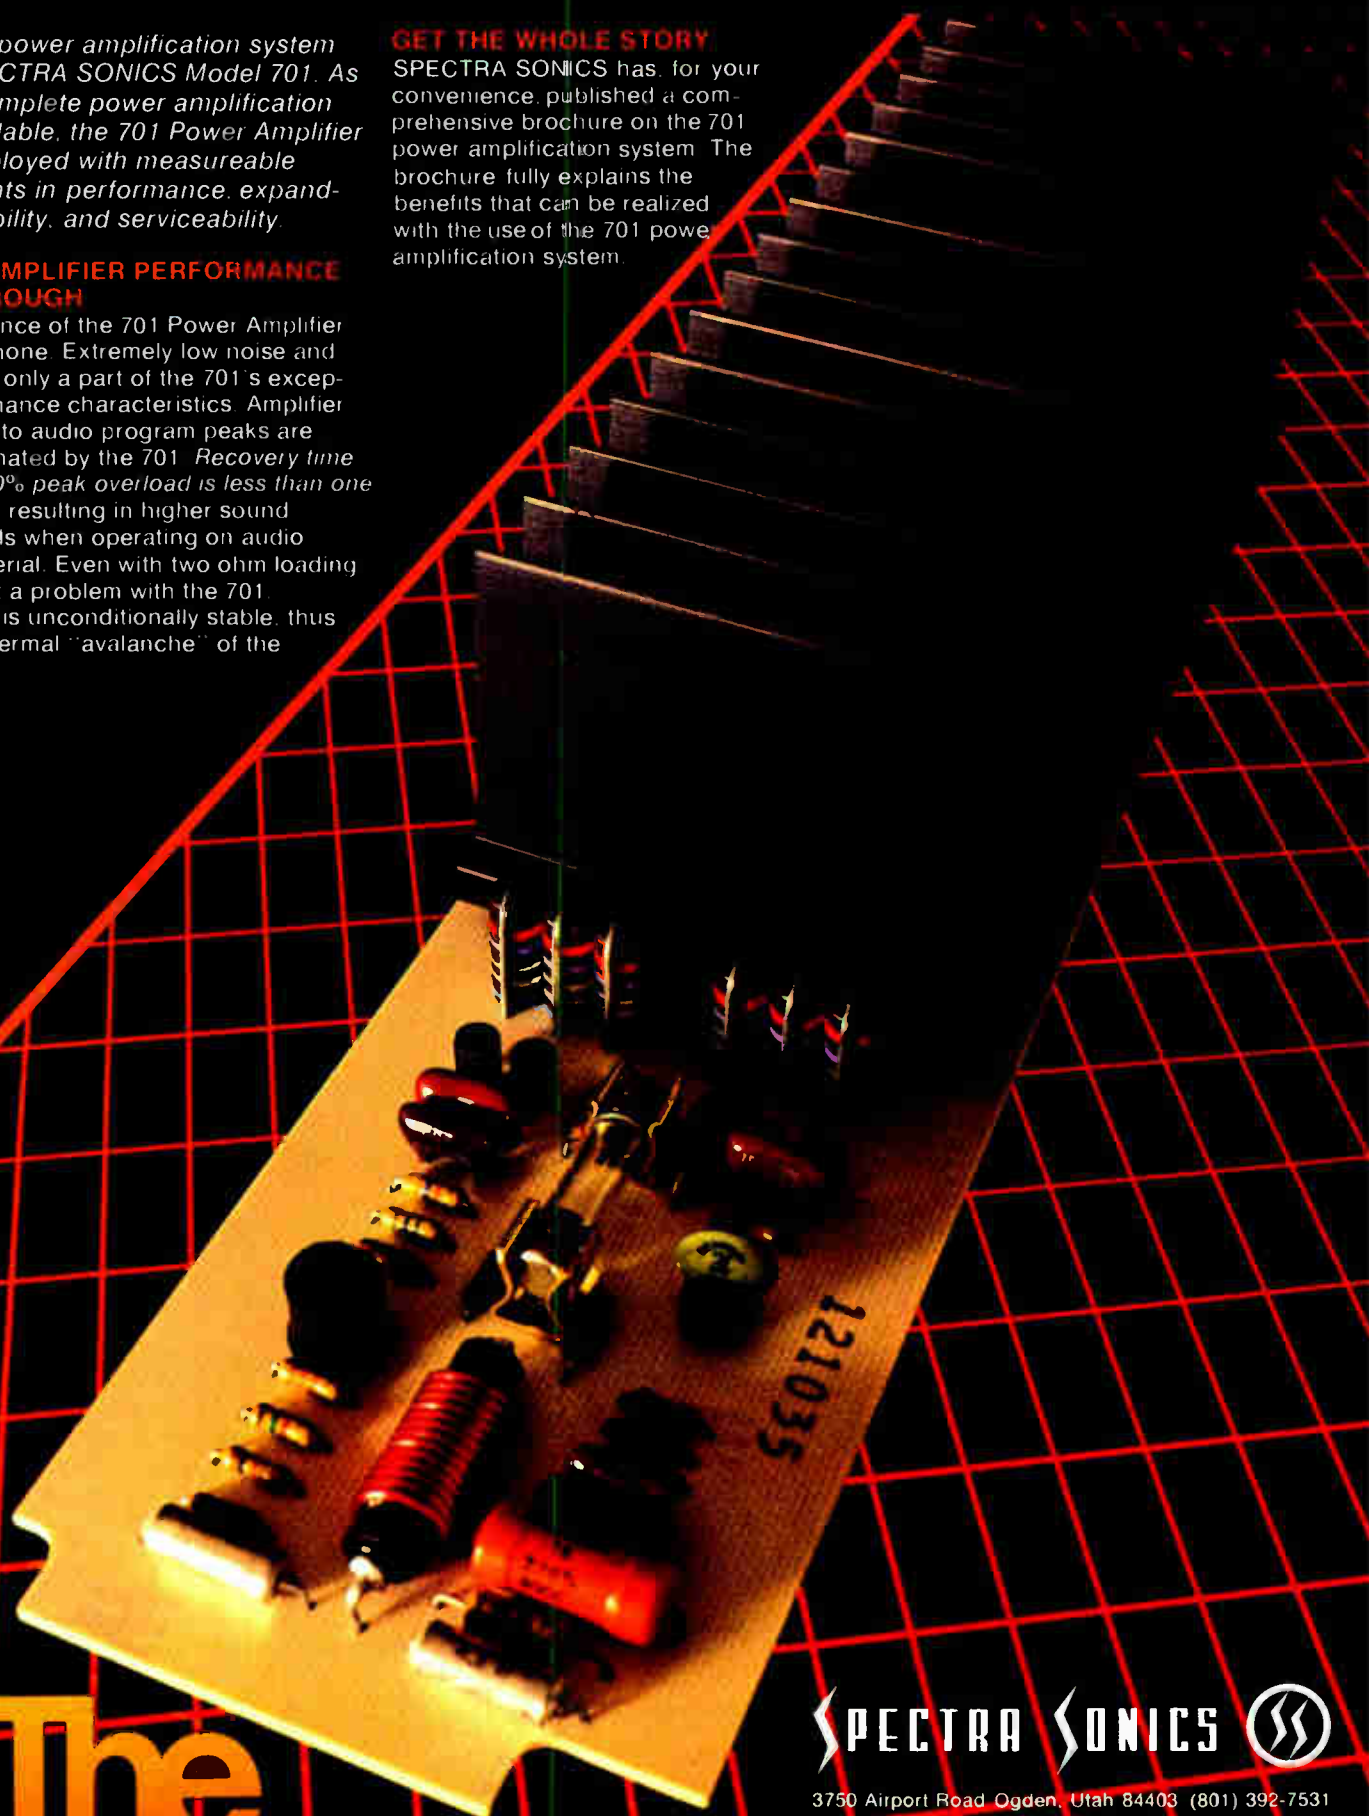 power amplification system
CTRA SONICS Model 701. As
mplete power amplification
lable, the 701 Power Amplifier
loyed with measureable
nts in performance, expand-
bility, and serviceability.
MPLIFIER PERFORMANCE
OUGH
nce of the 701 Power Amplifier
none. Extremely low noise and
only a part of the 701's excep-
nance characteristics. Amplifier
to audio program peaks are
nated by the 701. Recovery time
0% peak overload is less than one
resulting in higher sound
ls when operating on audio
erial. Even with two ohm loading
t a problem with the 701.
is unconditionally stable, thus
ermal "avalanche" of the
GET THE WHOLE STORY
SPECTRA SONICS has, for your
convenience, published a com-
prehensive brochure on the 701
power amplification system. The
brochure fully explains the
benefits that can be realized
with the use of the 701 power
amplification system.
121035
The
SPECTRA SONICS
3750 Airport Road Ogden, Utah 84403 (801) 392-7531